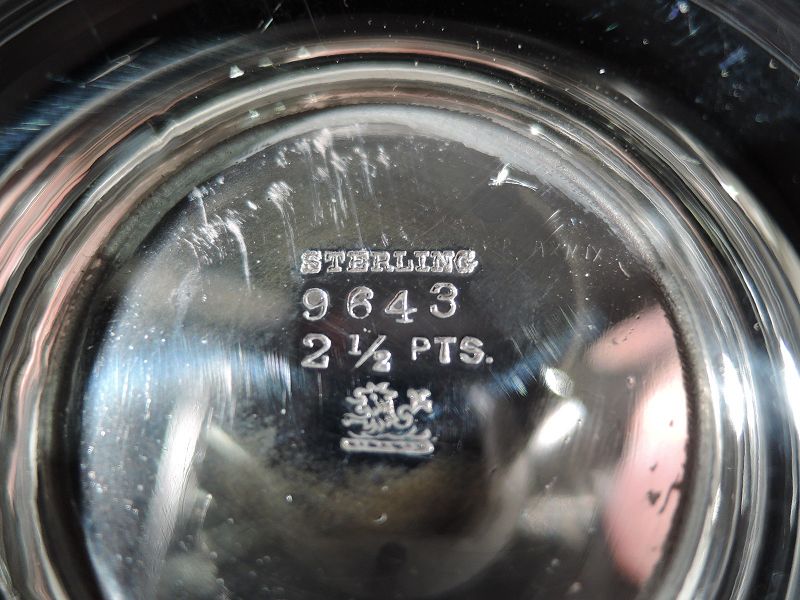 STERLING
9643
2 ½ PTS.